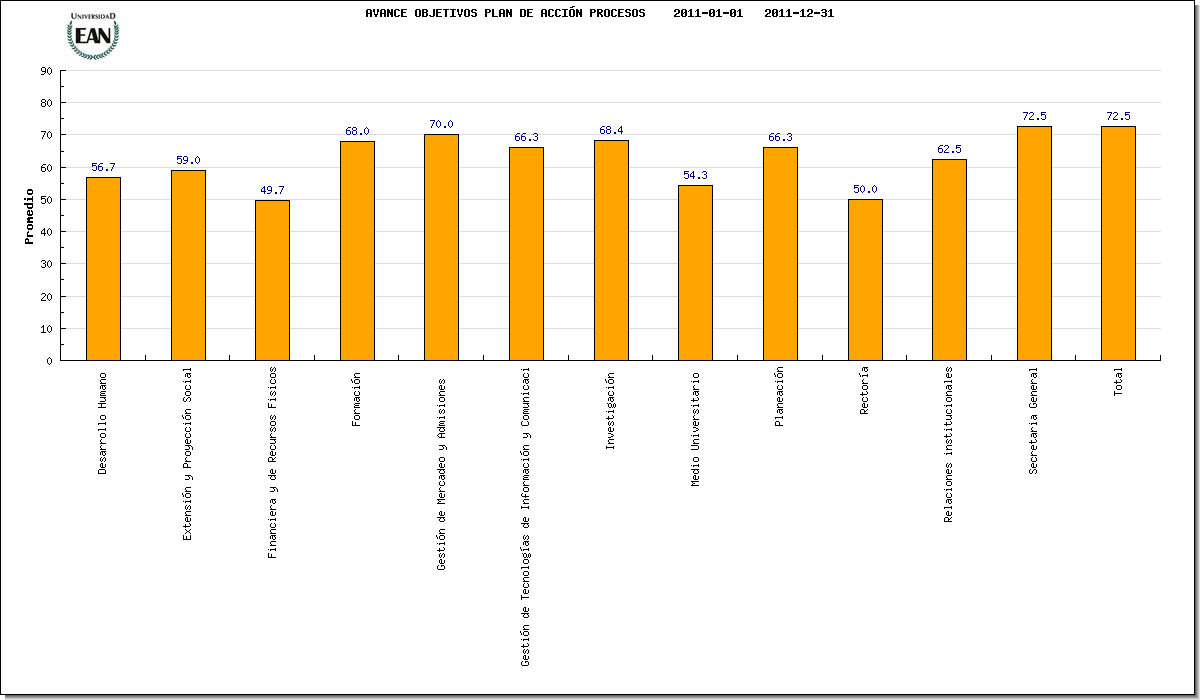 UNIVERSIDAD
EAN
AVANCE OBJETIVOS PLAN DE ACCIÓN PROCESOS 2011-01-01 2011-12-31
Promedio
90
80
70
60
50
40
30
20
10
0
56.7
59.0
49.7
68.0
70.0
66.3
68.4
54.3
66.3
50.0
62.5
72.5
72.5
Desarrollo Humano
Extensión y Proyección Social
Financiera y de Recursos Fisicos
Formación
Gestión de Mercadeo y Admisiones
Gestión de Tecnologías de Información y Comunicaci
Investigación
Medio Universitario
Planeación
Rectoría
Relaciones institucionales
Secretaria General
Total